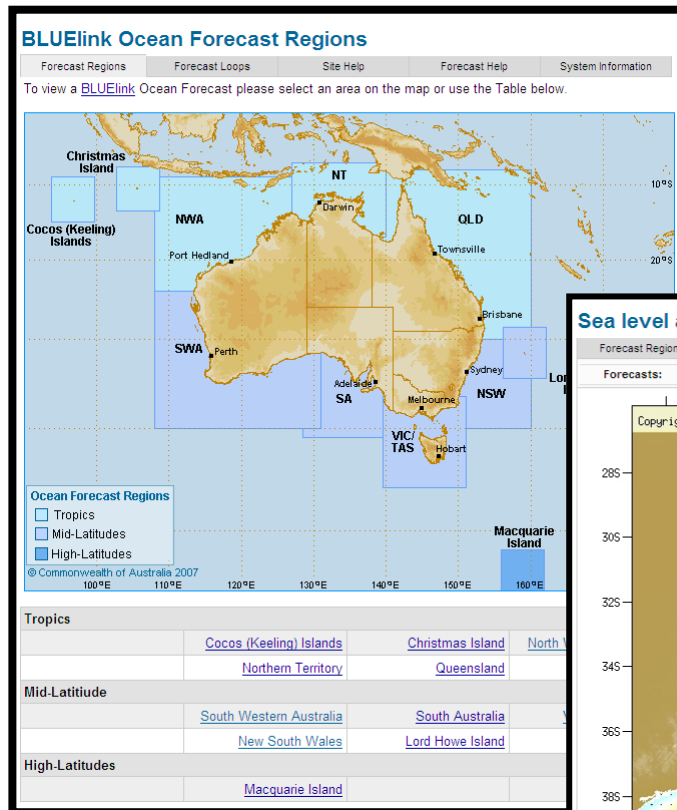 BLUElink Ocean Forecast Regions
Forecast Regions Forecast Loops Site Help Forecast Help System Information
To view a BLUElink Ocean Forecast please select an area on the map or use the Table below.
Christmas Island
NT
10°S
Darwin
Cocos (Keeling) Islands
NWA
QLD
Port Hedland
Townsville
20°S
Brisbane
SWA
Perth
Adelaide
Sydney
SA
Melbourne
NSW
VIC/TAS
Hobart
Ocean Forecast Regions
Tropics
Mid-Latitudes
High-Latitudes
Macquarie Island
© Commonwealth of Australia 2007
100°E 110°E 120°E 130°E 140°E 150°E 160°E
Tropics
Cocos (Keeling) Islands Christmas Island North
Northern Territory Queensland
Mid-Latitiude
South Western Australia South Australia
New South Wales Lord Howe Island
High-Latitudes
Macquarie Island
Sea level
Forecast Region
Forecasts:
Copyrig
28S
30S
32S
34S
36S
38S